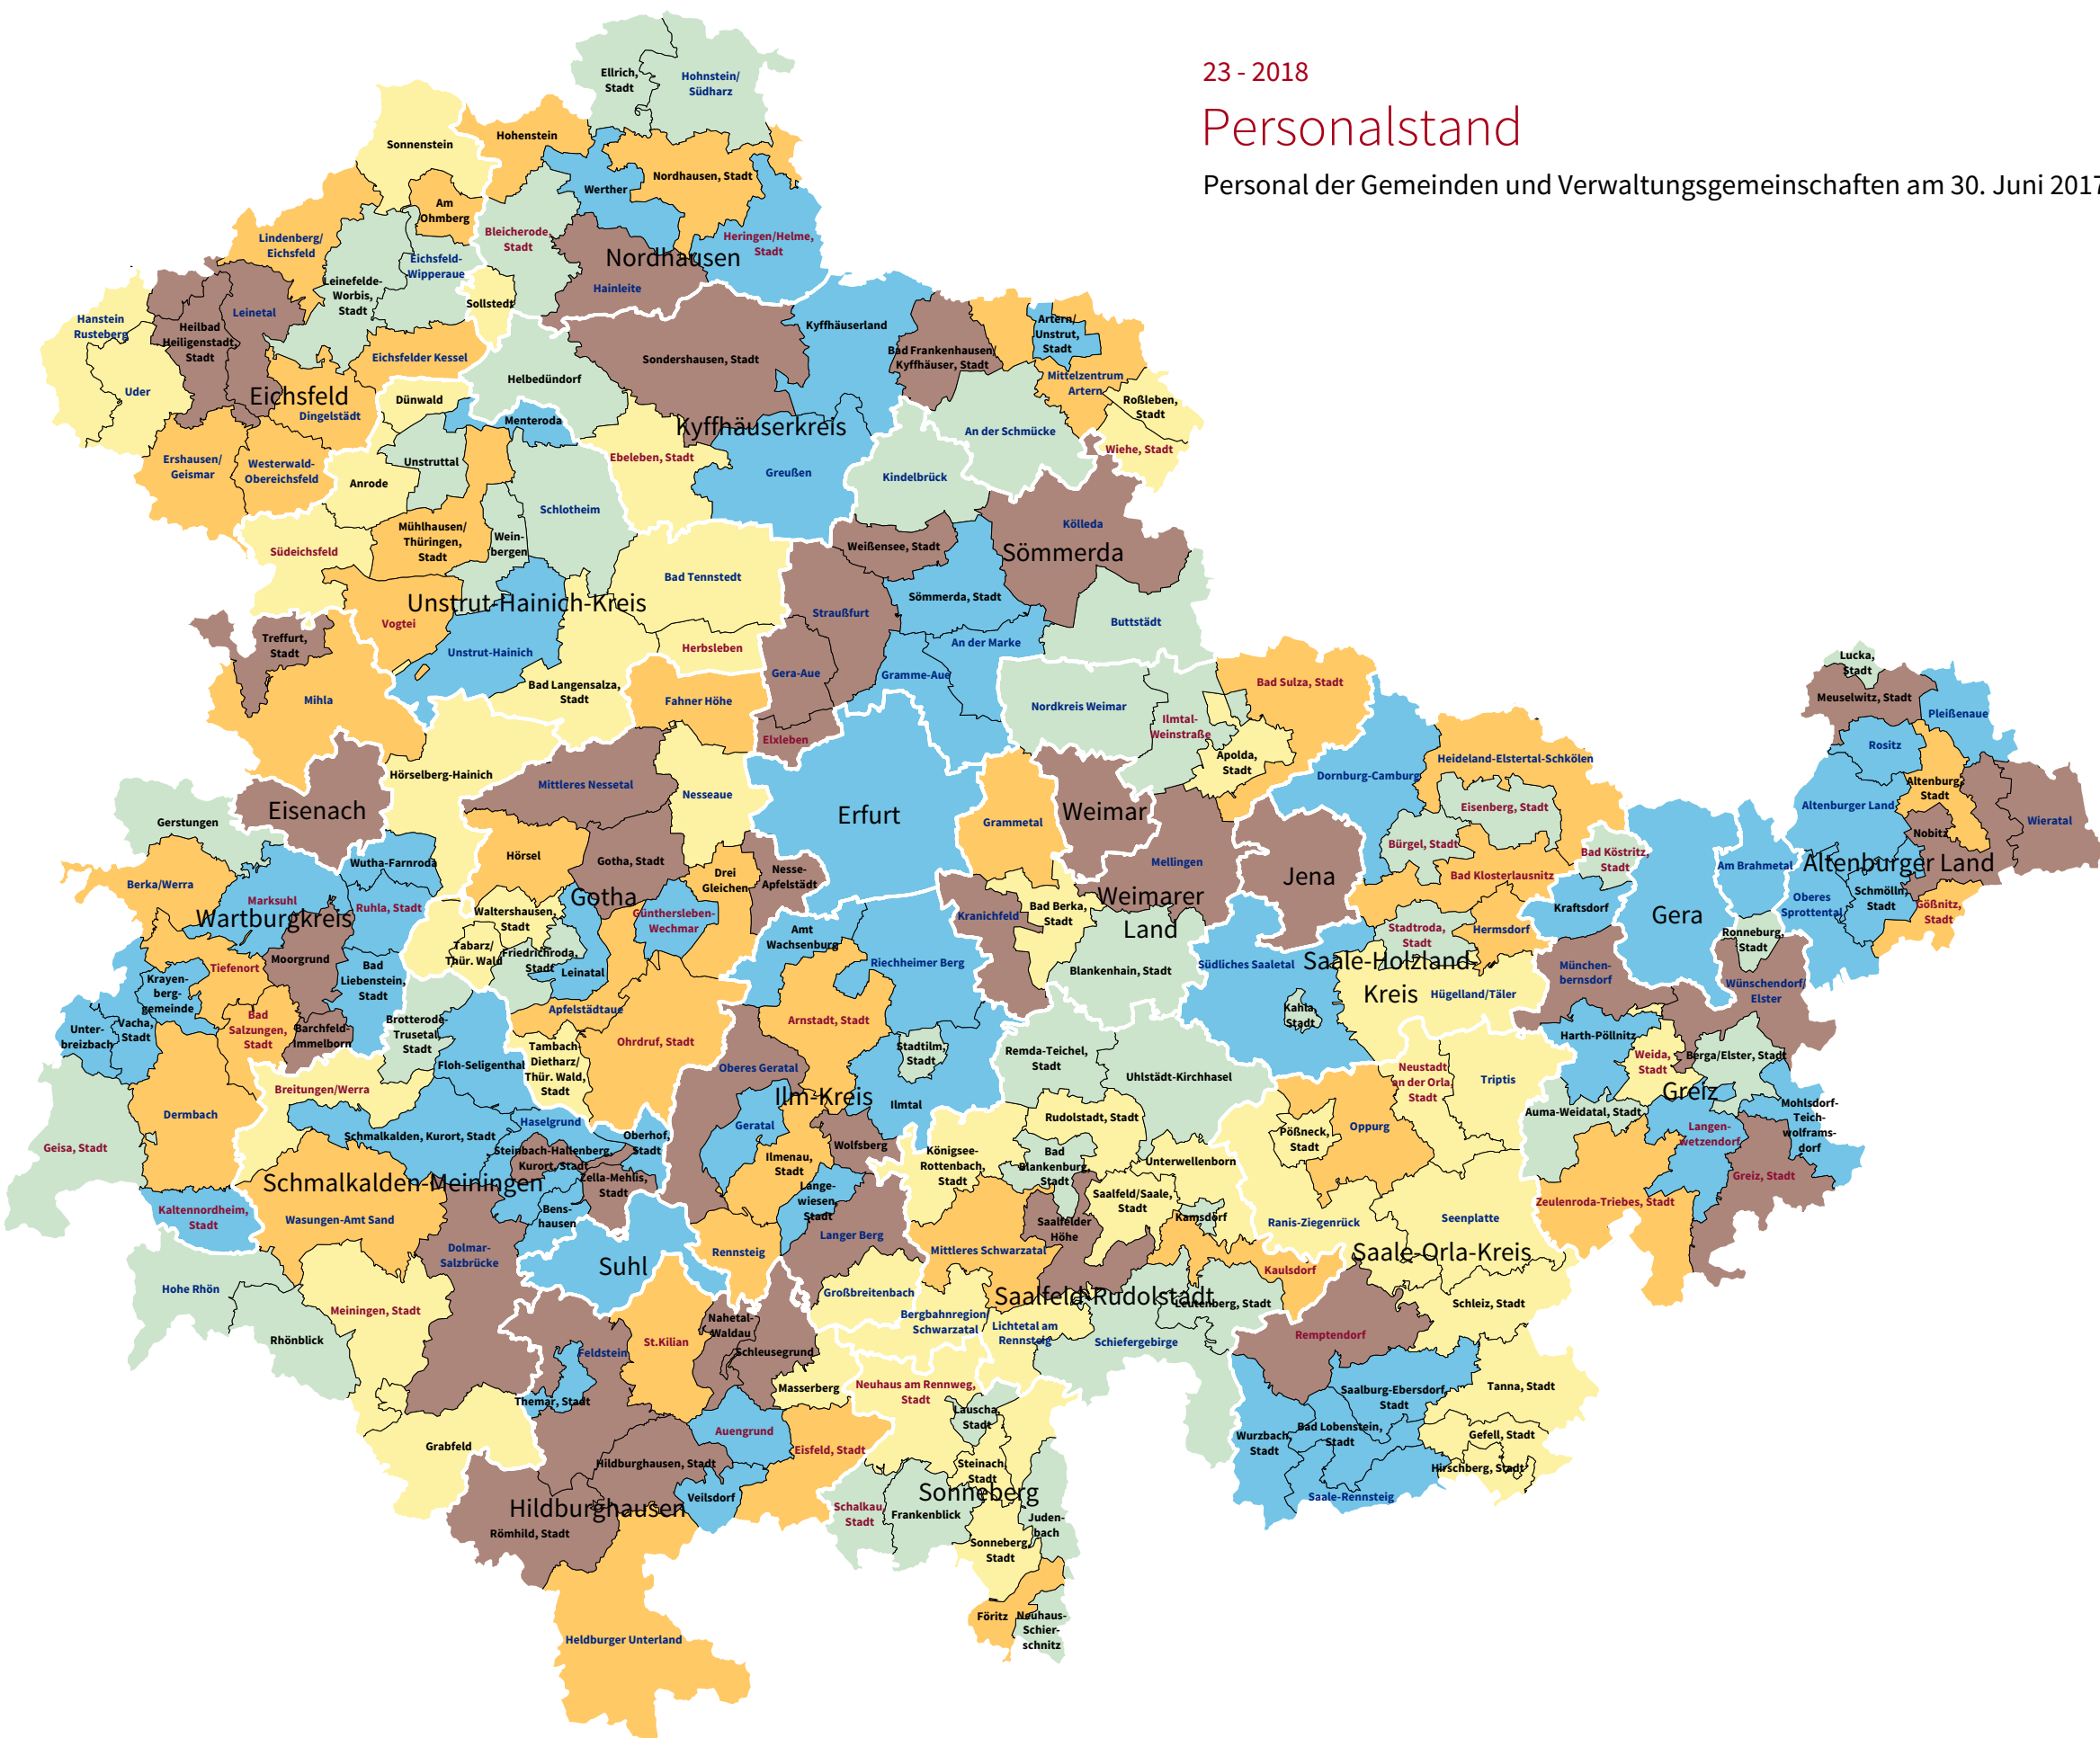 23 - 2018
Personalstand
Personal der Gemeinden und Verwaltungsgemeinschaften am 30. Juni 2017
Ellrich,
Stadt
Hohnstein/
Südharz
Sonnenstein
Hohenstein
Nordhausen, Stadt
Werther
Am
Ohmberg
Bleicherode,
Stadt
Heringen/Helme,
Stadt
Nordhausen
Hainleite
Lindenberg/
Eichsfeld
Eichsfeld-
Wipperaue
Leinefelde-
Worbis,
Stadt
Sollstedt
Hanstein
Rusteberg
Heilbad
Heiligenstadt,
Stadt
Leinetal
Eichsfelder Kessel
Uder
Eichsfeld
Dingelstädt
Dünwald
Helbedündorf
Sondershausen, Stadt
Kyffhäuserland
Bad Frankenhausen/
Kyffhäuser, Stadt
Artern/
Unstrut,
Stadt
Mittelzentrum
Artern
Roßleben,
Stadt
Wiehe, Stadt
An der Schmücke
Kyffhäuserkreis
Menteroda
Ebeleben, Stadt
Greußen
Kindelbrück
Ershausen/
Geismar
Westerwald-
Obereichsfeld
Anrode
Unstruttal
Schlotheim
Mühlhausen/
Thüringen,
Stadt
Wein-
bergen
Südeichsfeld
Weißensee, Stadt
Kölleda
Sömmerda
Bad Tennstedt
Sömmerda, Stadt
Straußfurt
Buttstädt
Unstrut-Hainich-Kreis
Vogtei
Treffurt,
Stadt
Unstrut-Hainich
Herbsleben
An der Marke
Gera-Aue
Gramme-Aue
Mihla
Bad Langensalza,
Stadt
Fahner Höhe
Elxleben
Nordkreis Weimar
Ilmtal-
Weinstraße
Bad Sulza, Stadt
Apolda,
Stadt
Lucka,
Stadt
Meuselwitz, Stadt
Pleißenaue
Rositz
Altenburg,
Stadt
Altenburger Land
Nobitz
Wieratal
Altenburger Land
Schmölln,
Stadt
Gößnitz,
Stadt
Oberes
Sprottental
Hörselberg-Hainich
Mittleres Nessetal
Nesseaue
Eisenach
Erfurt
Grammetal
Weimar
Dornburg-Camburg
Heideland-Elstertal-Schkölen
Eisenberg, Stadt
Bürgel, Stadt
Bad Köstritz,
Stadt
Am Brahmetal
Gerstungen
Hörsel
Gotha, Stadt
Drei
Gleichen
Nesse-
Apfelstädt
Mellingen
Jena
Bad Klosterlausnitz
Wutha-Farnroda
Berka/Werra
Marksuhl
Wartburgkreis
Ruhla, Stadt
Gotha
Waltershausen,
Stadt
Günthersleben-
Wechmar
Kranichfeld
Bad Berka,
Stadt
Weimarer
Land
Kraftsdorf
Gera
Stadtroda,
Stadt
Hermsdorf
Ronneburg,
Stadt
Tabarz/
Thür. Wald
Friedrichroda,
Stadt
Leinatal
Amt
Wachsenburg
Riechheimer Berg
Blankenhain, Stadt
Südliches Saaletal
Saale-Holzland-
Kreis
Hügelland/Täler
München-
bernsdorf
Wünschendorf/
Elster
Tiefenort
Moorgrund
Bad
Liebenstein,
Stadt
Krayen-
berg-
gemeinde
Bad
Salzungen,
Stadt
Barchfeld-
Immelborn
Unter-
breizbach
Vacha,
Stadt
Brotterode-
Trusetal,
Stadt
Apfelstädtaue
Arnstadt, Stadt
Stadtilm,
Stadt
Ohrdruf, Stadt
Tambach-
Dietharz/
Thür. Wald,
Stadt
Floh-Seligenthal
Oberes Geratal
Remda-Teichel,
Stadt
Uhlstädt-Kirchhasel
Kahla,
Stadt
Harth-Pöllnitz
Weida,
Stadt
Berga/Elster, Stadt
Greiz
Neustadt
an der Orla,
Stadt
Triptis
Auma-Weidatal, Stadt
Mohlsdorf-
Teich-
wolframs-
dorf
Langen-
wetzendorf
Greiz, Stadt
Zeulenroda-Triebes, Stadt
Dermbach
Breitungen/Werra
Geisa, Stadt
Schmalkalden, Kurort, Stadt
Haselgrund
Steinbach-Hallenberg,
Kurort, Stadt
Oberhof,
Stadt
Zella-Mehlis,
Stadt
Schmalkalden-Meiningen
Wasungen-Amt Sand
Bens-
hausen
Kaltennordheim,
Stadt
Ilm-Kreis
Ilmtal
Geratal
Wolfsberg
Ilmenau,
Stadt
Lange-
wiesen,
Stadt
Langer Berg
Rennsteig
Rudolstadt, Stadt
Königsee-
Rottenbach,
Stadt
Bad
Blankenburg,
Stadt
Unterwellenborn
Saalfeld/Saale,
Stadt
Kamsdorf
Saalfelder
Höhe
Pößneck,
Stadt
Oppurg
Ranis-Ziegenrück
Seenplatte
Saale-Orla-Kreis
Mittleres Schwarzatal
Kaulsdorf
Dolmar-
Salzbrücke
Suhl
Hohe Rhön
Meiningen, Stadt
Rhönblick
Großbreitenbach
Saalfeld-Rudolstadt
Leutenberg, Stadt
Schleiz, Stadt
Bergbahnregion/
Schwarzatal
Lichtetal am
Rennsteig
Schiefergebirge
Remptendorf
Feldstein
St.Kilian
Nahetal-
Waldau
Schleusegrund
Masserberg
Neuhaus am Rennweg,
Stadt
Lauscha,
Stadt
Themar, Stadt
Auengrund
Eisfeld, Stadt
Grabfeld
Hildburghausen, Stadt
Veilsdorf
Hildburghausen
Römhild, Stadt
Steinach,
Stadt
Sonneberg
Schalkau,
Stadt
Frankenblick
Juden-
bach
Sonneberg,
Stadt
Föritz
Neuhaus-
Schier-
schnitz
Heldburger Unterland
Saalburg-Ebersdorf,
Stadt
Tanna, Stadt
Wurzbach,
Stadt
Bad Lobenstein,
Stadt
Gefell, Stadt
Hirschberg, Stadt
Saale-Rennsteig